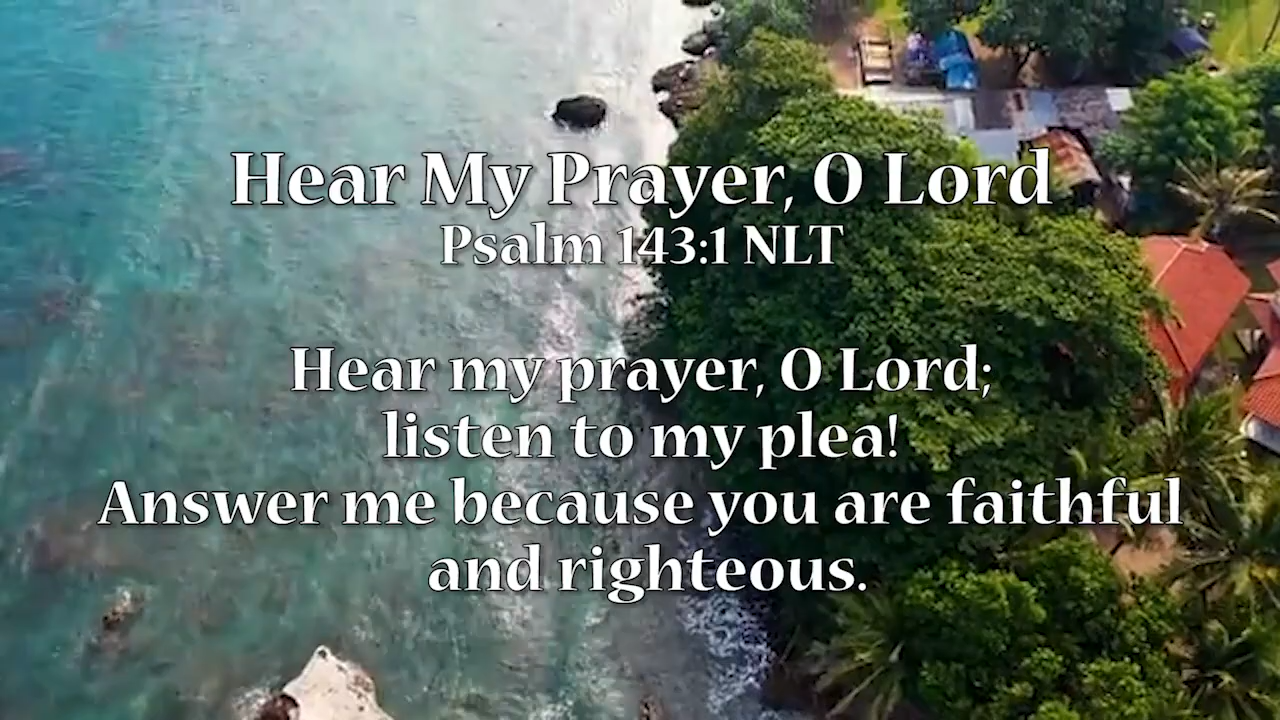 Hear My Prayer, O Lord
Psalm 143:1 NLT
Hear my prayer, O Lord;
listen to my plea!
Answer me because you are faithful
and righteous.